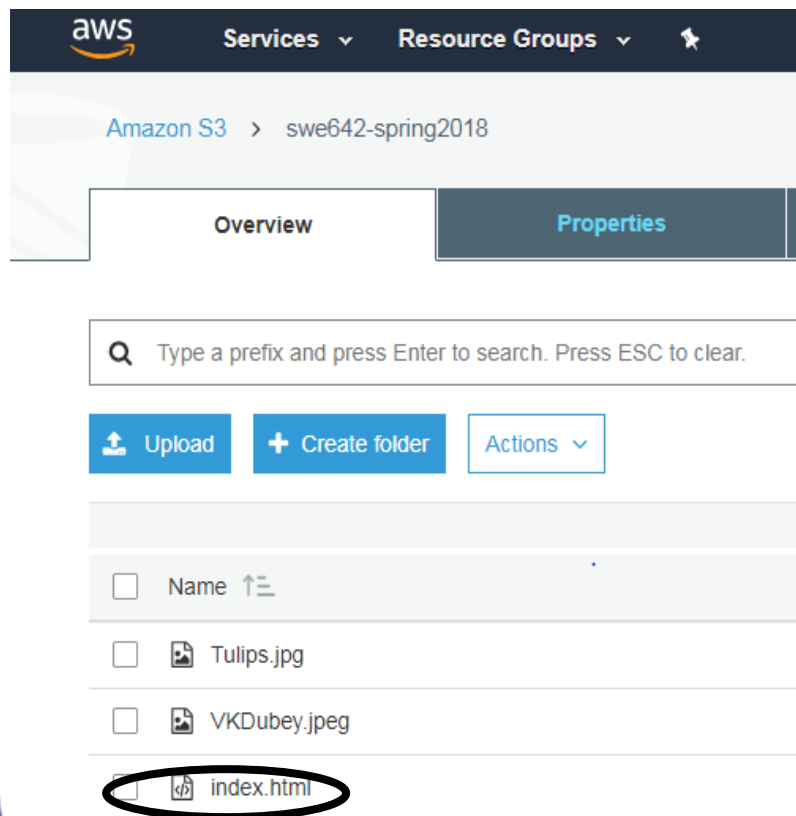 aws Services Resource Groups
Amazon S3 > swe642-spring2018
Overview Properties
Type a prefix and press Enter to search. Press ESC to clear.
Upload + Create folder Actions
Name
Tulips.jpg
VKDubey.jpeg
index.html